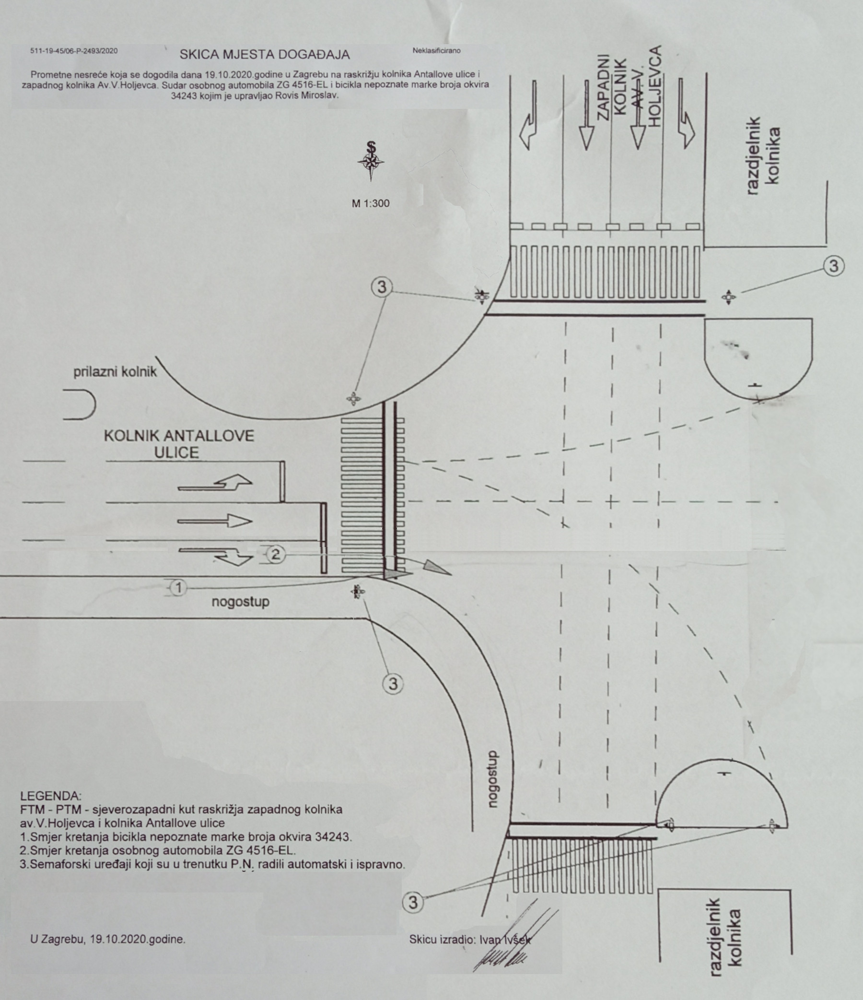 511-19-45/06-P-2493/2020
SKICA MJESTA DOGAĐAJA
Neklasificirano
Prometne nesreće koja se dogodila dana 19.10.2020.godine u Zagrebu na raskrižju kolnika Antallove ulice i
zapadnog kolnika Av.V.Holjevca. Sudar osobnog automobila ZG 4516-EL i bicikla nepoznate marke broja okvira
34243 kojim je upravljao Rovis Miroslav.
ZAPADNI
KOLNIK
AV.V.
HOLJEVCA
razdjelnik
kolnika
S
M 1:300
3
3
prilazni kolnik
KOLNIK ANTALLOVE
ULICE
2
1
nogostup
3
nogostup
LEGENDA:
FTM - PTM - sjeverozapadni kut raskrižja zapadnog kolnika
av.V.Holjevca i kolnika Antallove ulice
1.Smjer kretanja bicikla nepoznate marke broja okvira 34243.
2.Smjer kretanja osobnog automobila ZG 4516-EL.
3.Semaforski uređaji koji su u trenutku P.N. radili automatski i ispravno.
3
razdjelnik
kolnika
U Zagrebu, 19.10.2020.godine.
Skicu izradio: Ivan Ivšek